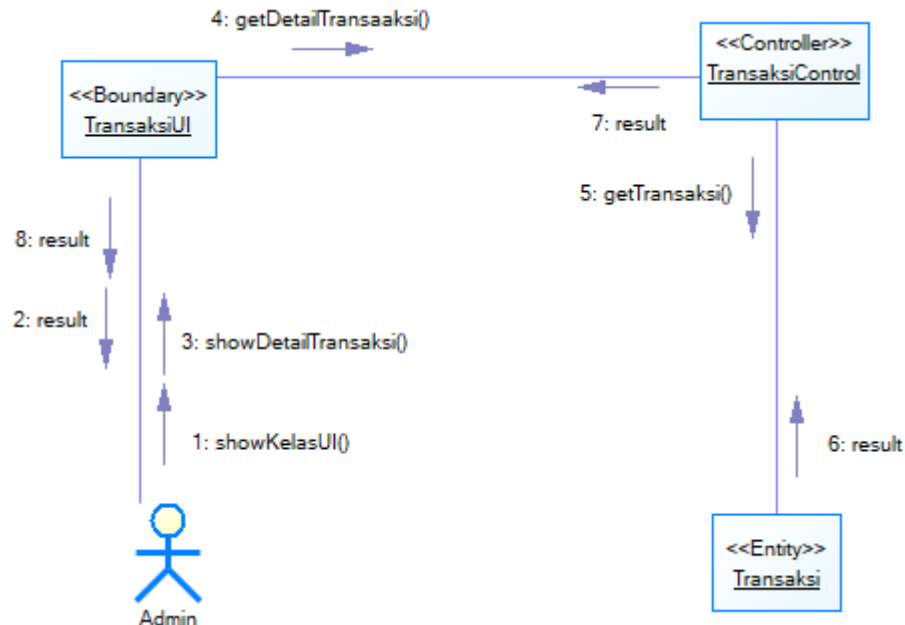 4: getDetailTransaaksi()
<<Controller>>
TransaksiControl
<<Boundary>>
TransaksiUI
7: result
5: getTransaksi()
8: result
2: result
3: showDetailTransaksi()
1: showKelasUI()
6: result
<<Entity>>
Transaksi
Admin